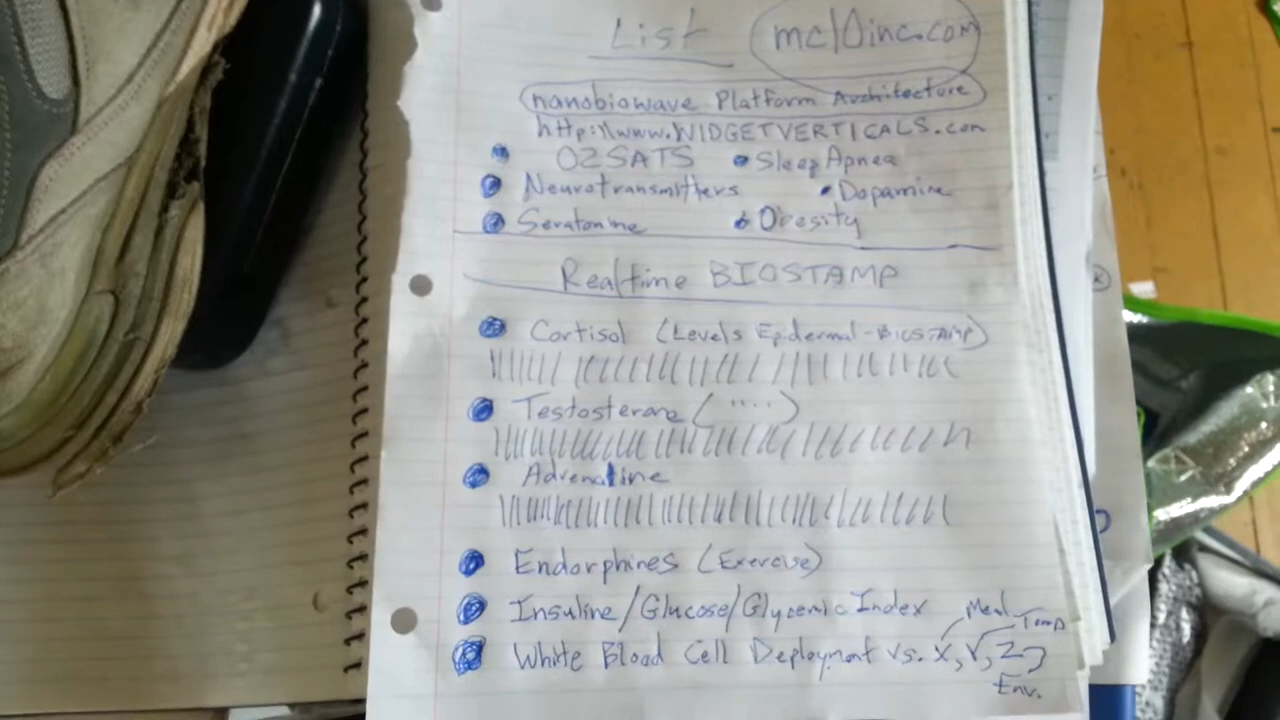 List mc10inc.com
nanobiowave Platform Architecture
http://www.WIDGETVERTICALS.com
O2SATS • Sleep Apnea
Neurotransmitters • Dopamine
Seratonine • Obesity
Realtime BIOSTAMP
Cortisol (Levels Epidermal-BIOSTAMP)
Testosterone (".....)
Adrenaline
Endorphines (Exercise)
Insuline/Glucose/Glycemic Index
Meal Temp
White Blood Cell Deployment vs. X, Y, Z
Env.